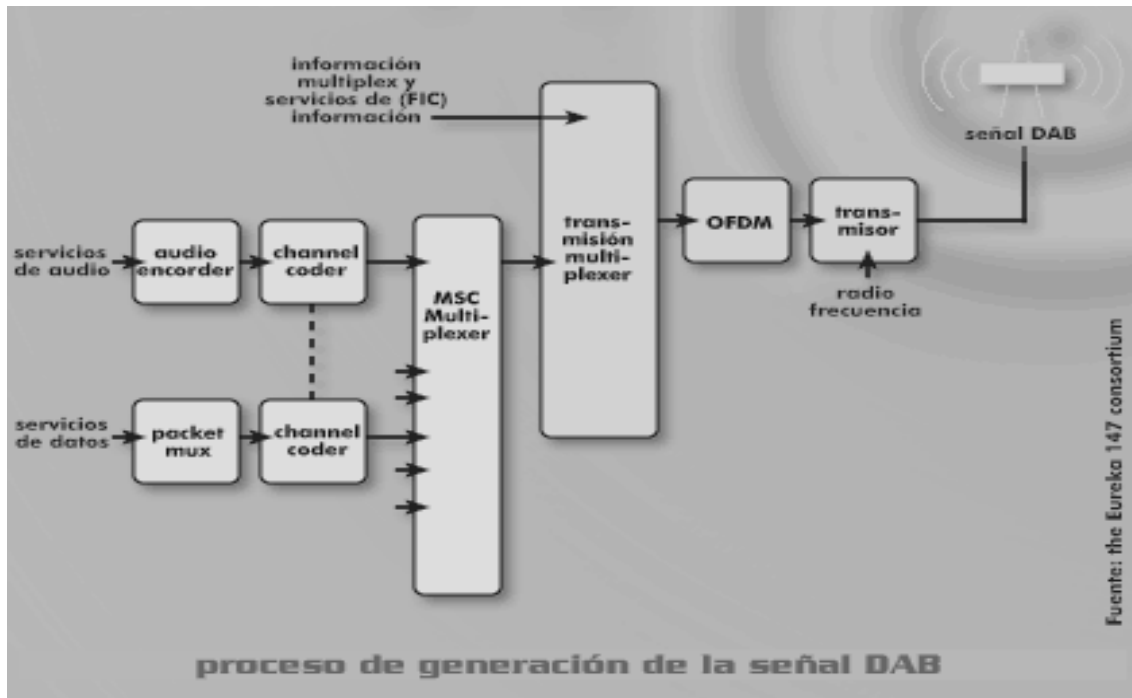 información
multiplex y
servicios de (FIC)
información
señal DAB
servicios
de audio
audio
encorder
channel
coder
MSC
Multi-
plexer
trans-
misión
multi-
plexer
OFDM
trans-
misor
radio
frecuencia
servicios
de datos
packet
mux
channel
coder
Fuente: the Eureka 147 consortium
proceso de generación de la señal DAB